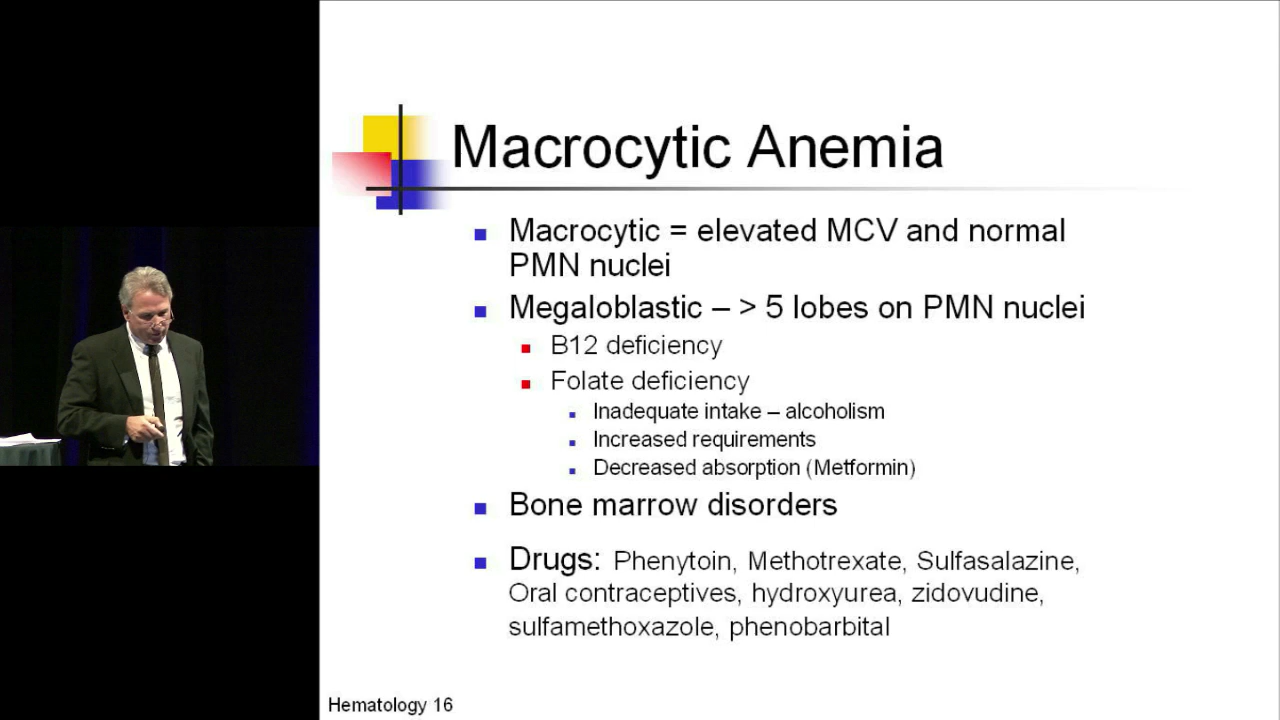 Macrocytic Anemia
Macrocytic = elevated MCV and normal
PMN nuclei
Megaloblastic – > 5 lobes on PMN nuclei
B12 deficiency
Folate deficiency
Inadequate intake – alcoholism
Increased requirements
Decreased absorption (Metformin)
Bone marrow disorders
Drugs: Phenytoin, Methotrexate, Sulfasalazine,
Oral contraceptives, hydroxyurea, zidovudine,
sulfamethoxazole, phenobarbital
Hematology 16